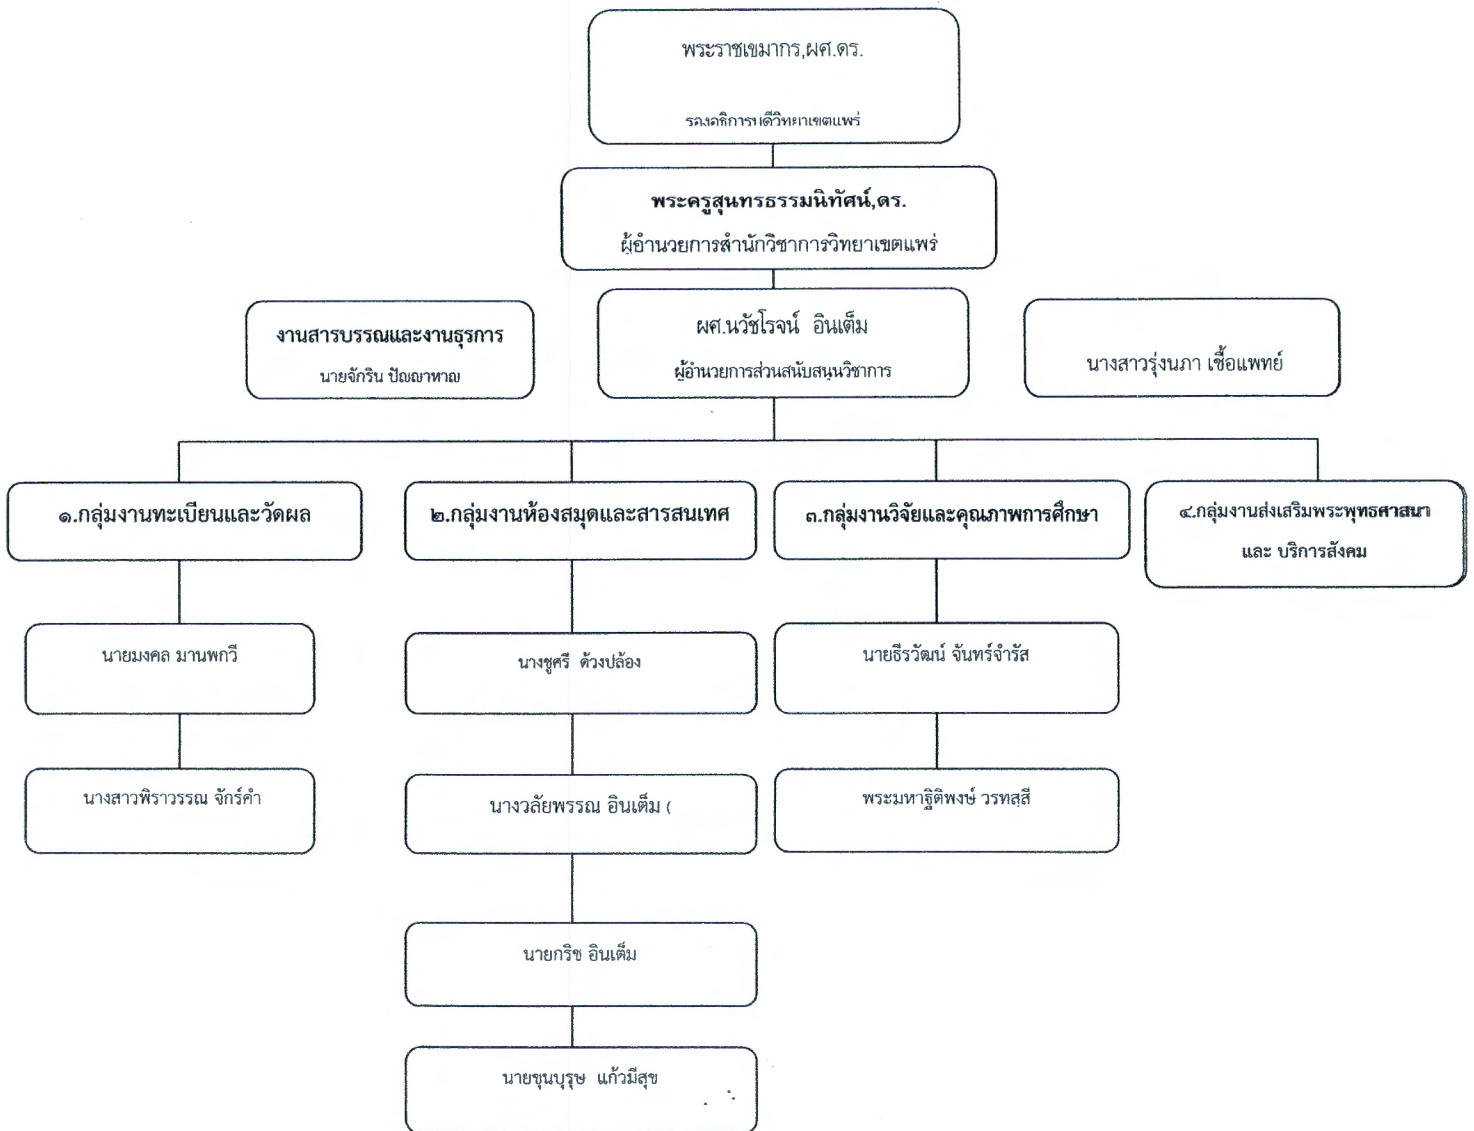 พระราชเขมากร,ผศ.ดร.
รองอธิการบดีวิทยาเขตแพร่
พระครูสุนทรธรรมนิทัศน์,ดร.
ผู้อำนวยการสำนักวิชาการวิทยาเขตแพร่
งานสารบรรณและงานธุรการ
นายจักริน ปัญญาหาญ
ผศ.นวัชโรจน์ อินเต็ม
ผู้อำนวยการส่วนสนับสนุนวิชาการ
นางสาวรุ่งนภา เชื้อแพทย์
๑.กลุ่มงานทะเบียนและวัดผล
๒.กลุ่มงานห้องสมุดและสารสนเทศ
๓.กลุ่มงานวิจัยและคุณภาพการศึกษา
๔.กลุ่มงานส่งเสริมพระพุทธศาสนา
และ บริการสังคม
นายมงคล มานพกวี
นางชูศรี ด้วงปล้อง
นายธีรวัฒน์ จันทร์จำรัส
นางสาวพิราวรรณ จักร์คำ
นางวลัยพรรณ อินเต็ม (
พระมหาฐิติพงษ์ วรทสฺสี
นายกริช อินเต็ม
นายขุนบุรุษ แก้วมีสุข